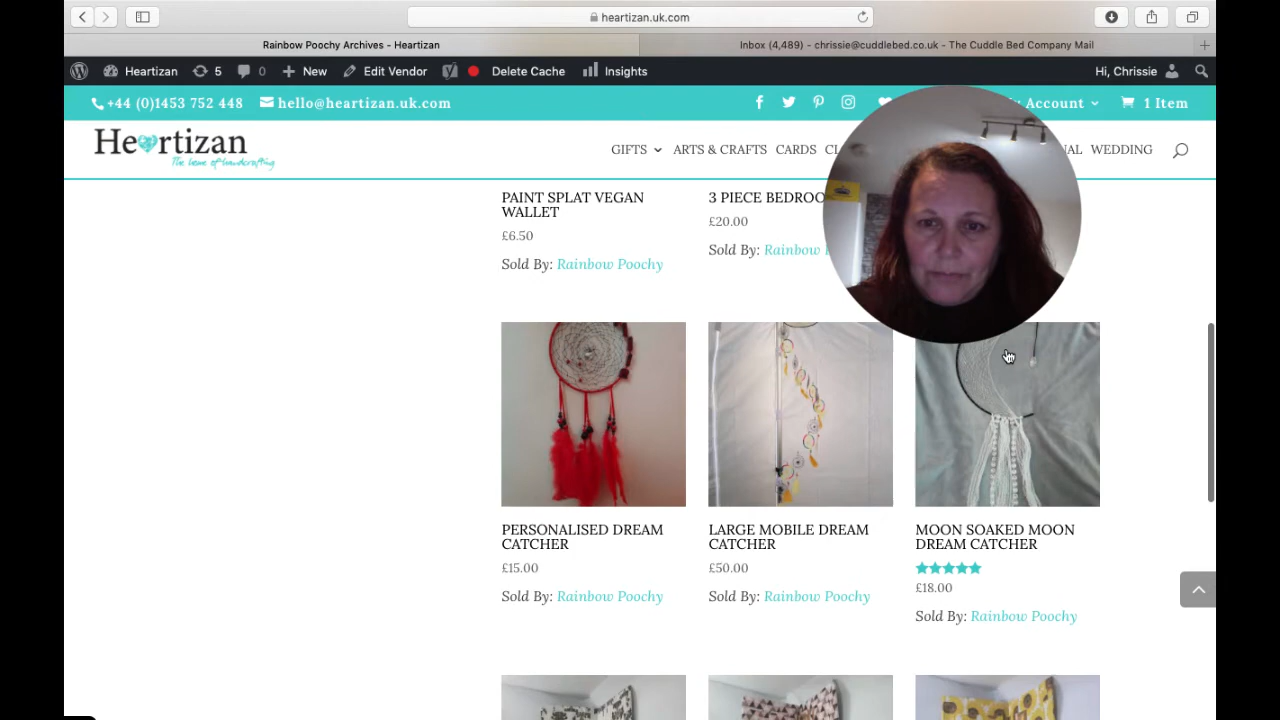 heartizan.uk.com
Rainbow Poochy Archives - Heartizan
Inbox (4,489) - chrissie@cuddlebed.co.uk - The Cuddle Bed Company Mail
Heartizan 5 0 New Edit Vendor Delete Cache Insights Hi, Chrissie
+44 (0)1453 752 448 hello@heartizan.uk.com Account 1 Item
Heartizan
The home of handcrafting
GIFTS ARTS & CRAFTS CARDS WEDDING
PAINT SPLAT VEGAN
WALLET
£6.50
Sold By: Rainbow Poochy
3 PIECE
£20.00
Sold By: Rainbow
PERSONALISED DREAM
CATCHER
£15.00
Sold By: Rainbow Poochy
LARGE MOBILE DREAM
CATCHER
£50.00
Sold By: Rainbow Poochy
MOON SOAKED MOON
DREAM CATCHER
£18.00
Sold By: Rainbow Poochy